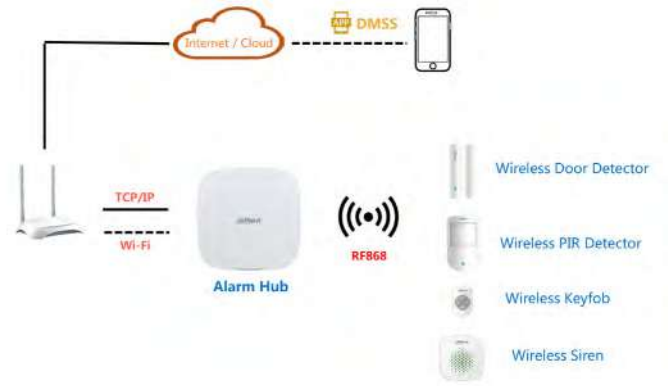 APP DMSS
Internet / Cloud
Wireless Door Detector
TCP/IP
Wi-Fi
RF868
Alarm Hub
Wireless PIR Detector
Wireless Keyfob
Wireless Siren